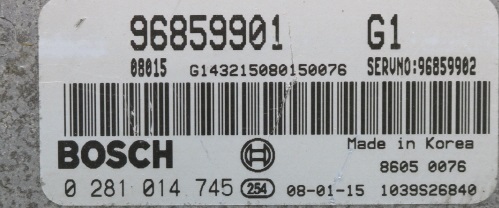 96859901 G1
08015 G143215080150076 SERVNO:96859902
BOSCH Made in Korea
8605 0076
0 281 014 745 254 08-01-15 1039S26840